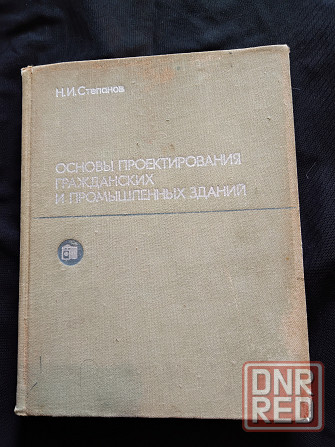 Н.И.Степанов
ОСНОВЫ ПРОЕКТИРОВАНИЯ
ГРАЖДАНСКИХ
И ПРОМЫШЛЕННЫХ ЗДАНИЙ
DNR
RED